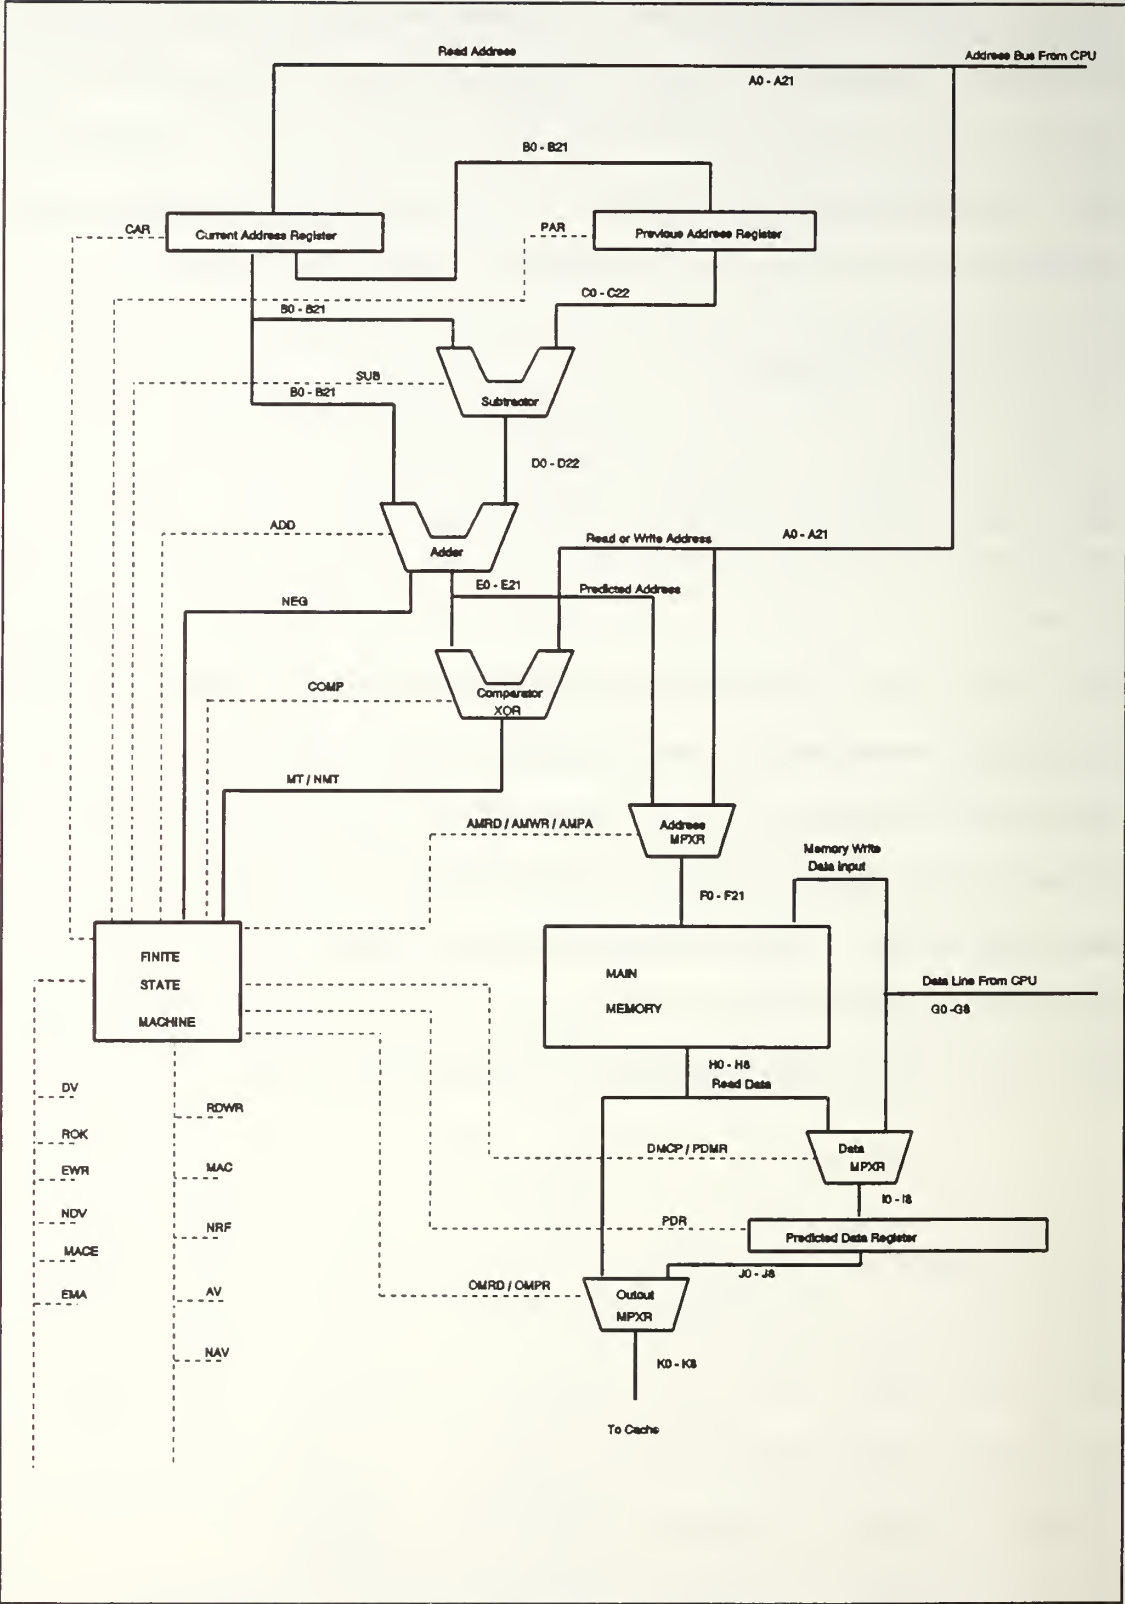 Read Address
Address Bus From CPU
A0 - A21
B0 - B21
CAR
Current Address Register
PAR
Previous Address Register
C0 - C22
B0 - B21
SUB
B0 - B21
Subtractor
D0 - D22
ADD
Adder
Read or Write Address
A0 - A21
E0 - E21
Predicted Address
NEG
COMP
Comparator
XOR
MT / NMT
AMRD / AMWR / AMPA
Address
MPXR
Memory Write
Data Input
F0 - F21
FINITE
STATE
MACHINE
MAIN
MEMORY
Data Line From CPU
G0 -G8
H0 - H8
Read Data
DV
RDWR
ROK
DMCP / PDMR
Data
MPXR
EWR
MAC
I0 - I8
NDV
NRF
PDR
Predicted Data Register
MACE
J0 - J8
EMA
AV
OMRD / OMPR
Outout
MPXR
NAV
K0 - K8
To Cache